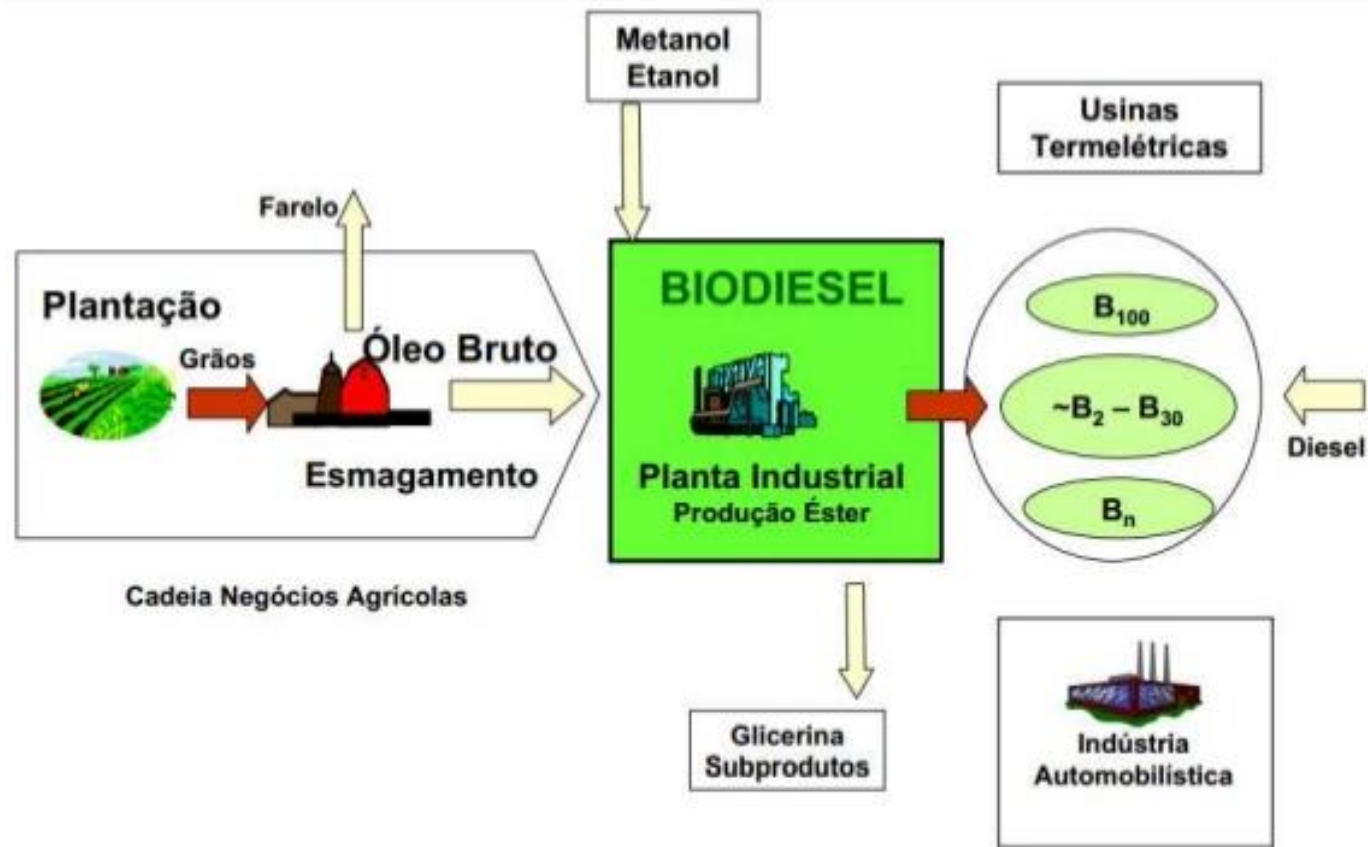 Metanol
Etanol
Usinas
Termelétricas
Farelo
Plantação
Grãos
Óleo Bruto
Esmagamento
Cadeia Negócios Agrícolas
BIODIESEL
Planta Industrial
Produção Éster
B₁₀₀
~B₂ – B₃₀
Bₙ
Diesel
Glicerina
Subprodutos
Indústria
Automobilística